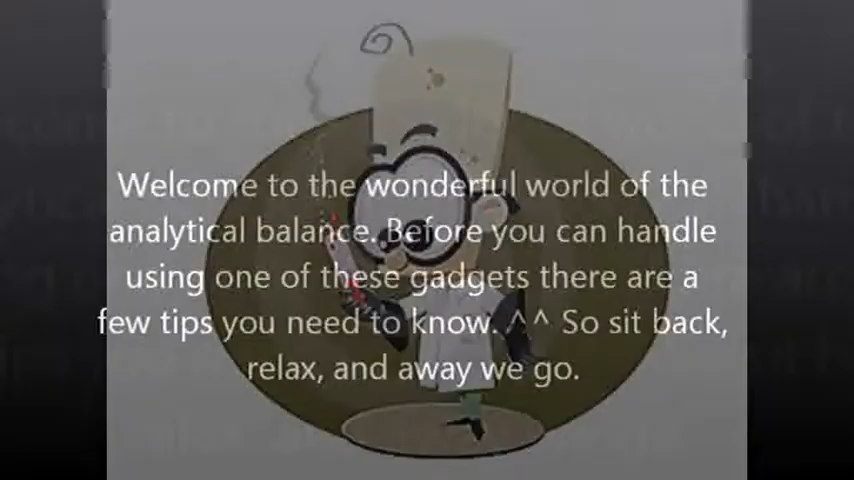 Welcome to the wonderful world of the
analytical balance. Before you can handle
using one of these gadgets there are a
few tips you need to know. ^^ So sit back,
relax, and away we go.